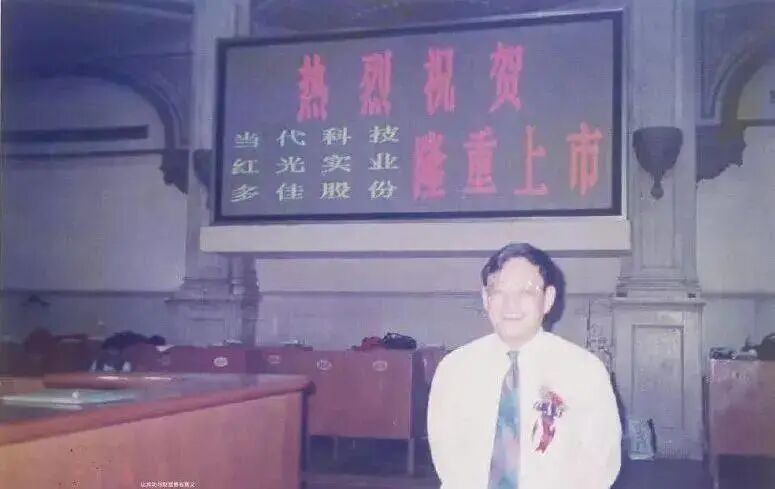 热烈祝贺
当代科技
红光实业
多佳股份
隆重上市